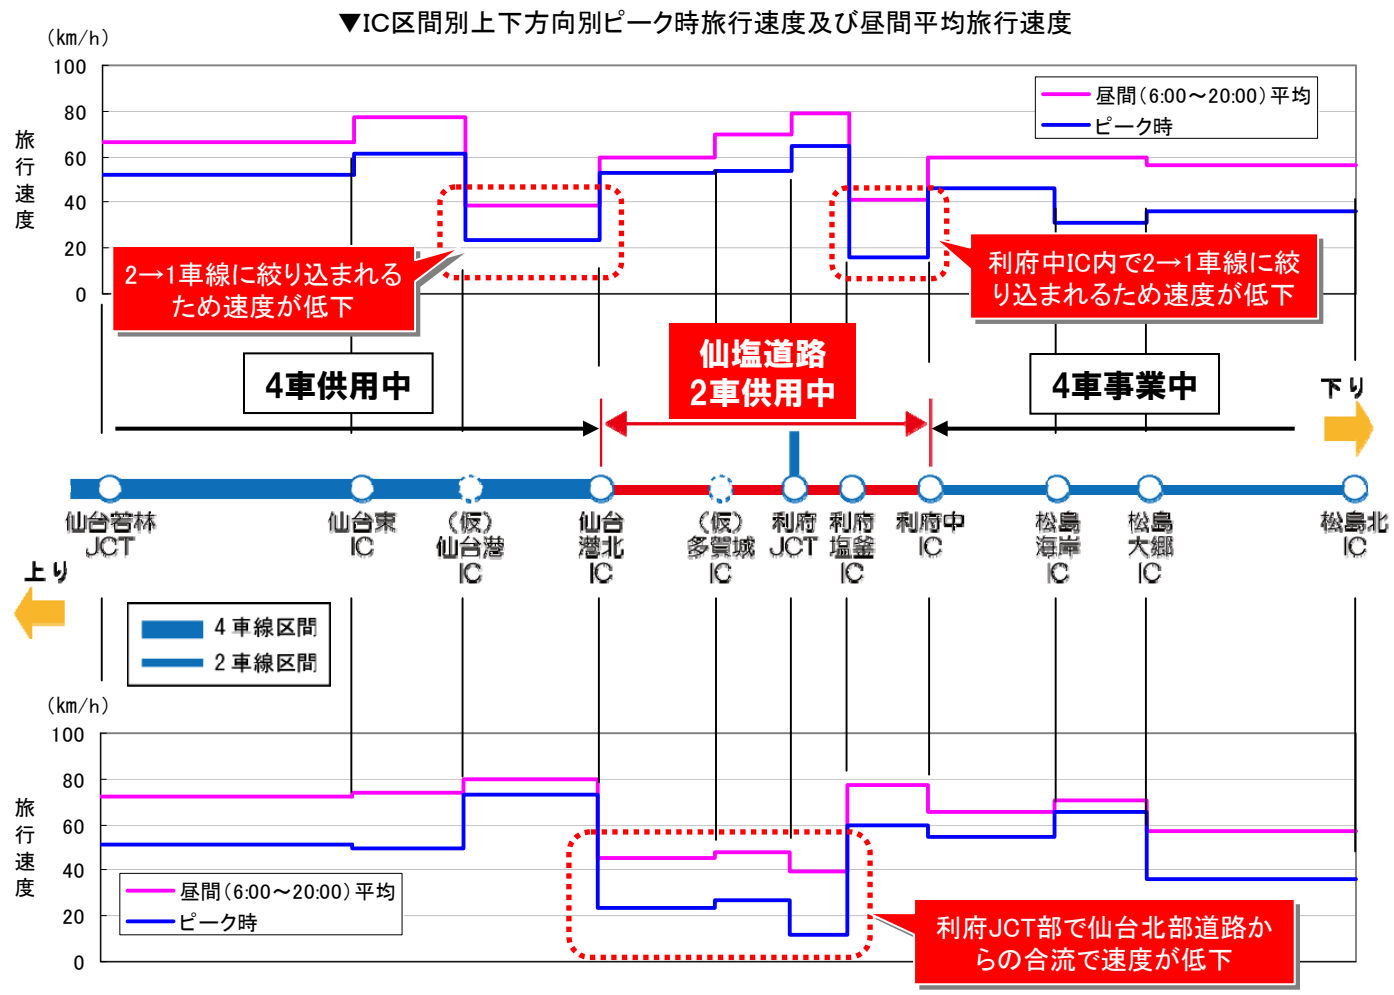 ▼IC区間別上下方向別ピーク時旅行速度及び昼間平均旅行速度
(km/h)
100
80
60
40
20
0
旅行速度
昼間(6:00～20:00)平均
ピーク時
2→1車線に絞り込まれる
ため速度が低下
利府中IC内で2→1車線に絞
り込まれるため速度が低下
4車供用中
仙塩道路
2車供用中
4車事業中
下り
仙台若林
JCT
仙台東
IC
(仮)
仙台港
IC
仙台
港北
IC
(仮)
多賀城
IC
利府
JCT
利府
塩釜
IC
利府中
IC
松島
海岸
IC
松島
大郷
IC
松島北
IC
上り
4車線区間
2車線区間
(km/h)
100
80
60
40
20
0
旅行速度
昼間(6:00～20:00)平均
ピーク時
利府JCT部で仙台北部道路か
らの合流で速度が低下